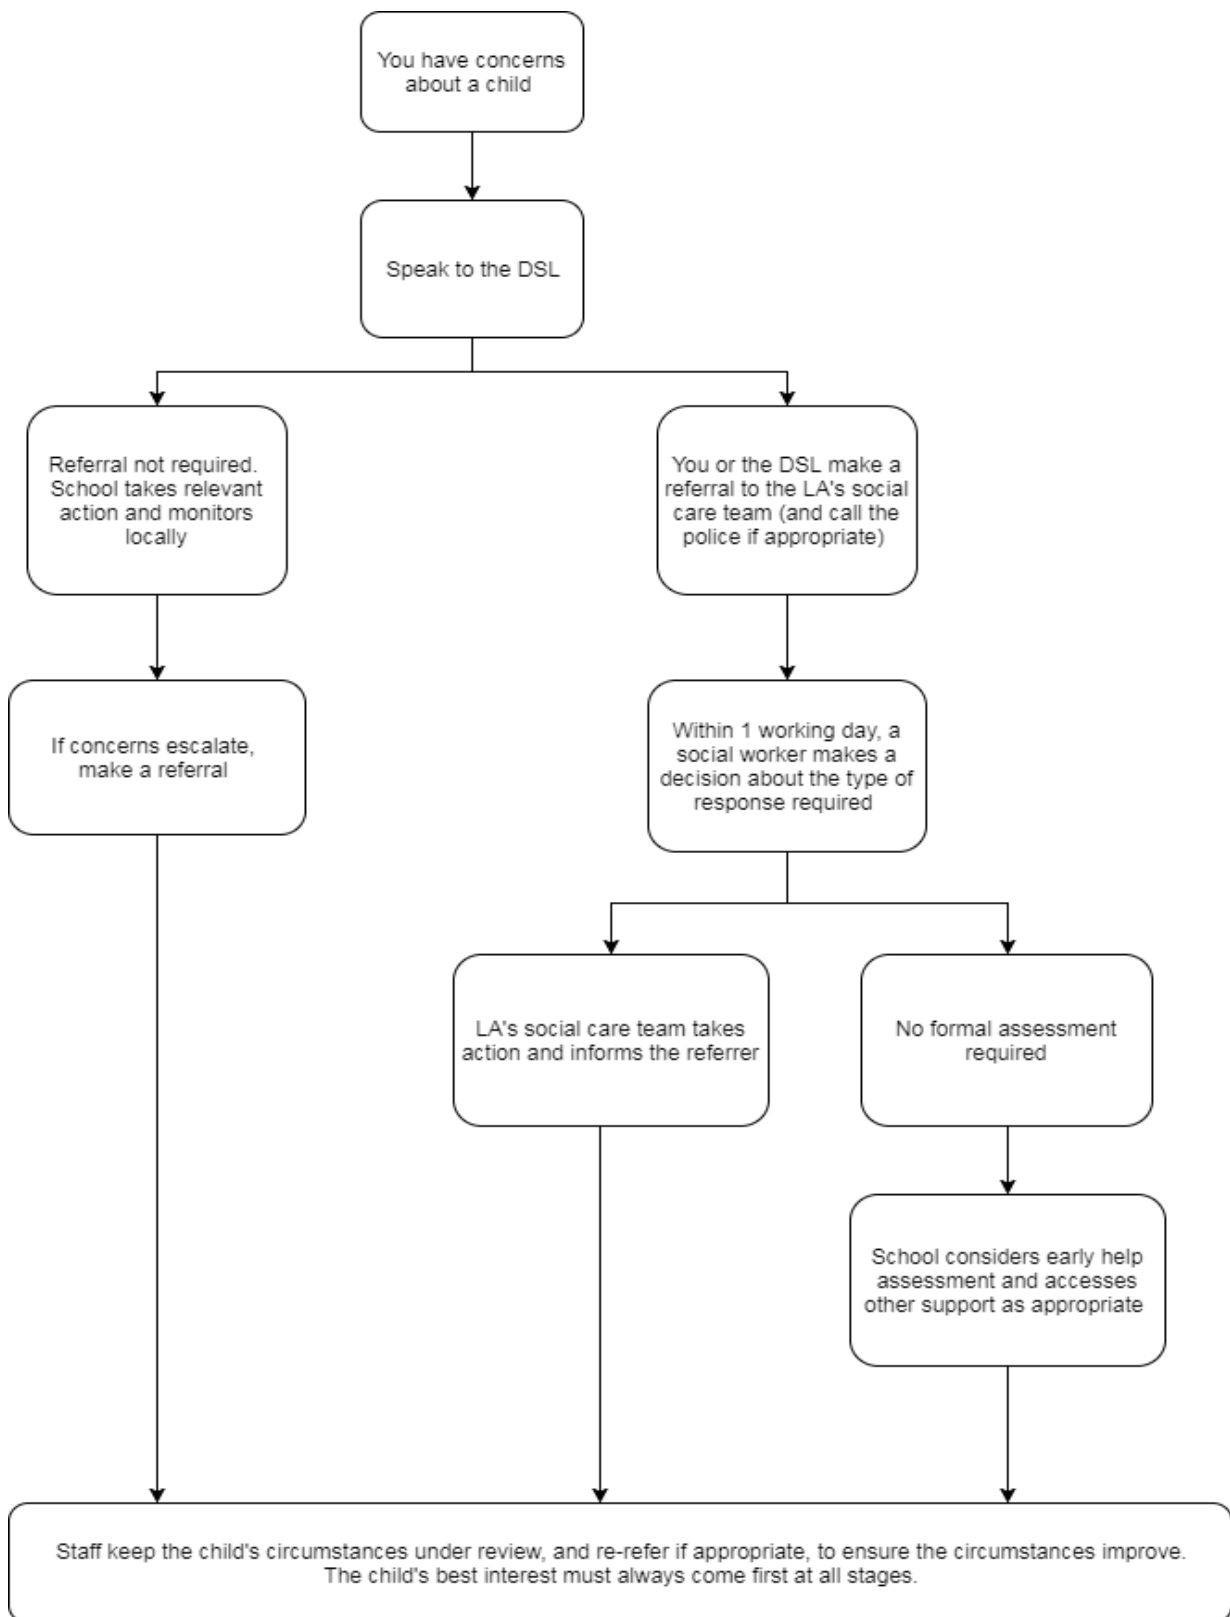 You have concerns
about a child
Speak to the DSL
Referral not required.
School takes relevant
action and monitors
locally
You or the DSL make a
referral to the LA's social
care team (and call the
police if appropriate)
If concerns escalate,
make a referral
Within 1 working day, a
social worker makes a
decision about the type of
response required
LA's social care team takes
action and informs the referrer
No formal assessment
required
School considers early help
assessment and accesses
other support as appropriate
Staff keep the child's circumstances under review, and re-refer if appropriate, to ensure the circumstances improve.
The child's best interest must always come first at all stages.